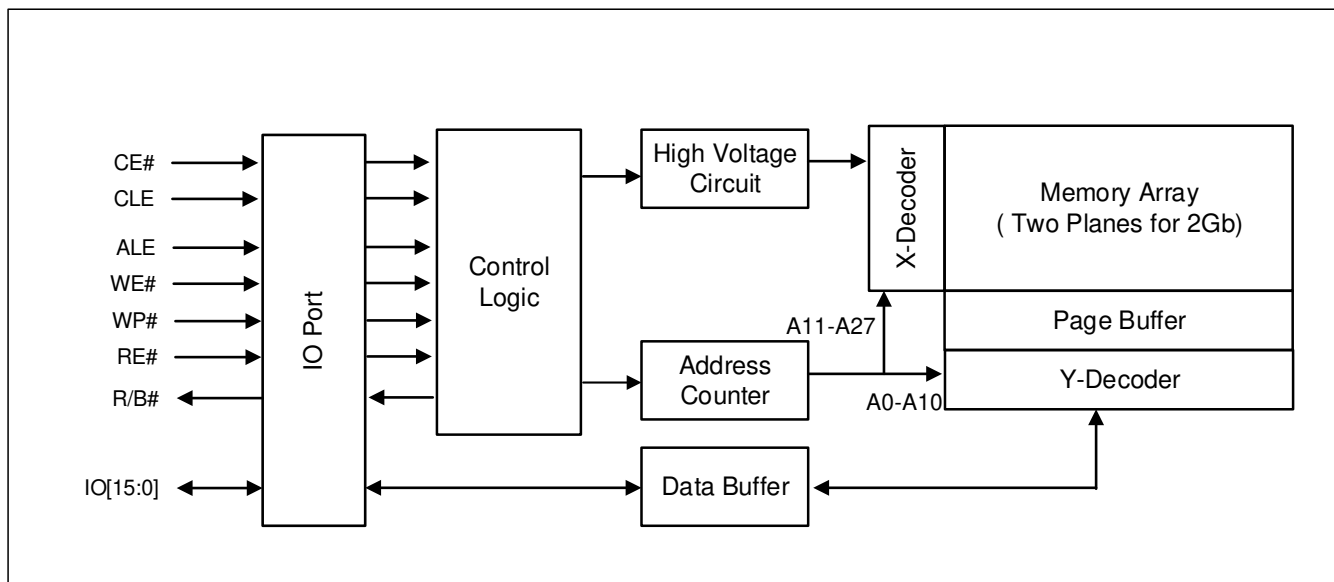 CE#
CLE
ALE
WE#
WP#
RE#
R/B#
IO[15:0]
IO Port
Control
Logic
High Voltage
Circuit
Address
Counter
Data Buffer
A11-A27
A0-A10
X-Decoder
Memory Array
( Two Planes for 2Gb)
Page Buffer
Y-Decoder